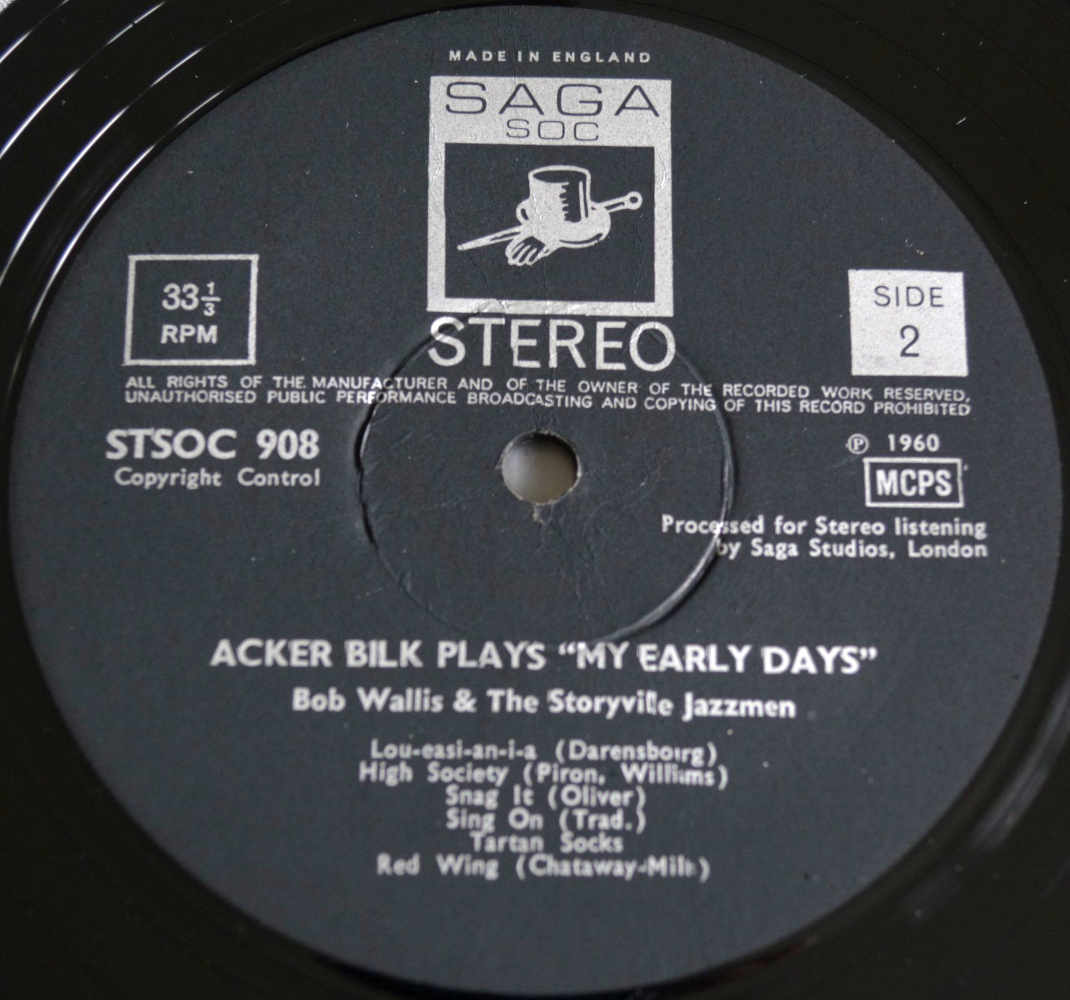 MADE IN ENGLAND
SAGA
SOC
33 1/3
RPM
SIDE
2
STEREO
ALL RIGHTS OF THE MANUFACTURER AND OF THE OWNER OF THE RECORDED WORK RESERVED.
UNAUTHORISED PUBLIC PERFORMANCE BROADCASTING AND COPYING OF THIS RECORD PROHIBITED
STSOC 908
Copyright Control
℗ 1960
MCPS
Processed for Stereo listening
by Saga Studios, London
ACKER BILK PLAYS “MY EARLY DAYS”
Bob Wallis & The Storyville Jazzmen
Lou-easi-an-i-a (Darensbourg)
High Society (Piron, Williams)
Snag It (Oliver)
Sing On (Trad.)
Tartan Socks
Red Wing (Chataway-Mills)